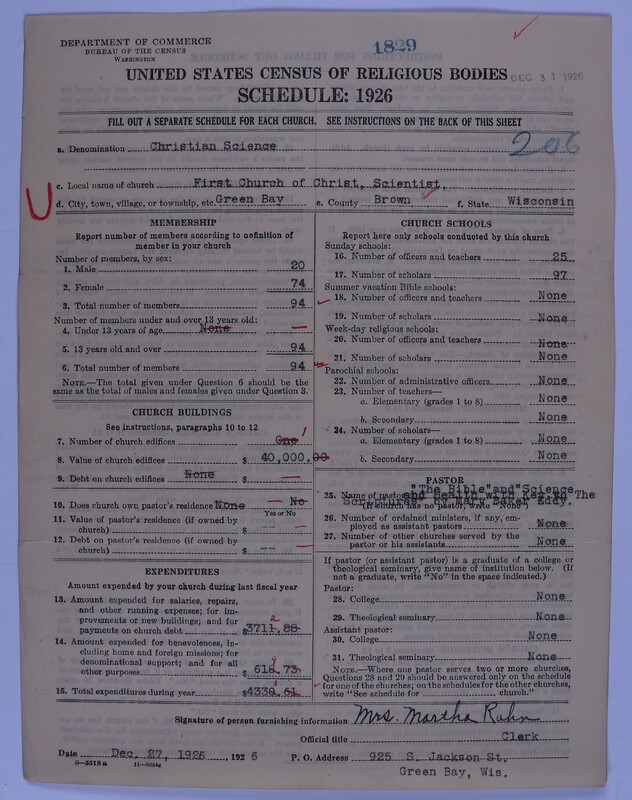 DEPARTMENT OF COMMERCE
BUREAU OF THE CENSUS
WASHINGTON
1829
UNITED STATES CENSUS OF RELIGIOUS BODIES
DEC 31 1926
SCHEDULE: 1926
FILL OUT A SEPARATE SCHEDULE FOR EACH CHURCH. SEE INSTRUCTIONS ON THE BACK OF THIS SHEET
206
a. Denomination Christian Science
c. Local name of church First Church of Christ, Scientist,
d. City, town, village, or township, etc. Green Bay e. County Brown f. State Wisconsin
MEMBERSHIP
Report number of members according to definition of
member in your church
Number of members, by sex:
1. Male 20
2. Female 74
3. Total number of members 94
Number of members under and over 13 years old:
4. Under 13 years of age None —
5. 13 years old and over 94
6. Total number of members 94
NOTE.—The total given under Question 6 should be the
same as the total of males and females given under Question 3.
CHURCH BUILDINGS
See instructions, paragraphs 10 to 12
7. Number of church edifices One 1
8. Value of church edifices $ 40,000.00
9. Debt on church edifices None $ —
10. Does church own pastor's residence None — No
Yes or No
11. Value of pastor's residence (if owned by
church) $ —
12. Debt on pastor's residence (if owned by
church) $ —
EXPENDITURES
Amount expended by your church during last fiscal year
13. Amount expended for salaries, repairs,
and other running expenses; for im-
provements or new buildings; and for
payments on church debt $ 3711.88 2
14. Amount expended for benevolences, in-
cluding home and foreign missions; for
denominational support; and for all
other purposes $ 618.73 9
15. Total expenditures during year $ 4330.61 1
CHURCH SCHOOLS
Report here only schools conducted by this church
Sunday schools:
16. Number of officers and teachers 25
17. Number of scholars 97
Summer vacation Bible schools:
18. Number of officers and teachers None
19. Number of scholars None
Week-day religious schools:
20. Number of officers and teachers None
21. Number of scholars None
Parochial schools:
22. Number of administrative officers None
23. Number of teachers—
a. Elementary (grades 1 to 8) None
b. Secondary None
24. Number of scholars—
a. Elementary (grades 1 to 8) None
b. Secondary None
PASTOR
"The Bible" and "Science
25. Name of pastor and Health with Key to The
Scriptures" by Mary Baker Eddy.
(If church has no pastor, write "None")
26. Number of ordained ministers, if any, em-
ployed as assistant pastors None
27. Number of other churches served by the
pastor or his assistants None
If pastor (or assistant pastor) is a graduate of a college or
theological seminary, give name of institution below. (If
not a graduate, write "No" in the space indicated.)
Pastor:
28. College None
29. Theological seminary None
Assistant pastor:
30. College None
31. Theological seminary None
NOTE.—Where one pastor serves two or more churches,
Questions 28 and 29 should be answered only on the schedule
for one of the churches; on the schedules for the other churches,
write "See schedule for church."
Signature of person furnishing information Mrs. Martha Rahn
Official title Clerk
Date Dec. 27, 1926, 1926 P. O. Address 925 S. Jackson St.
Green Bay, Wis.